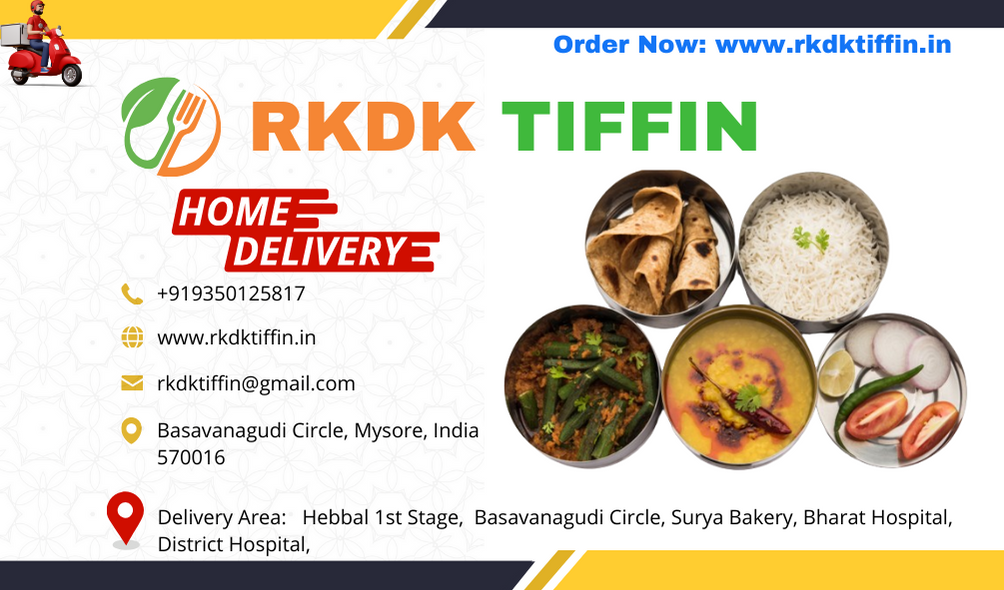 Order Now: www.rkdktiffin.in
RKDK TIFFIN
HOME
DELIVERY
+919350125817
www.rkdktiffin.in
rkdktiffin@gmail.com
Basavanagudi Circle, Mysore, India
570016
Delivery Area: Hebbal 1st Stage, Basavanagudi Circle, Surya Bakery, Bharat Hospital,
District Hospital,